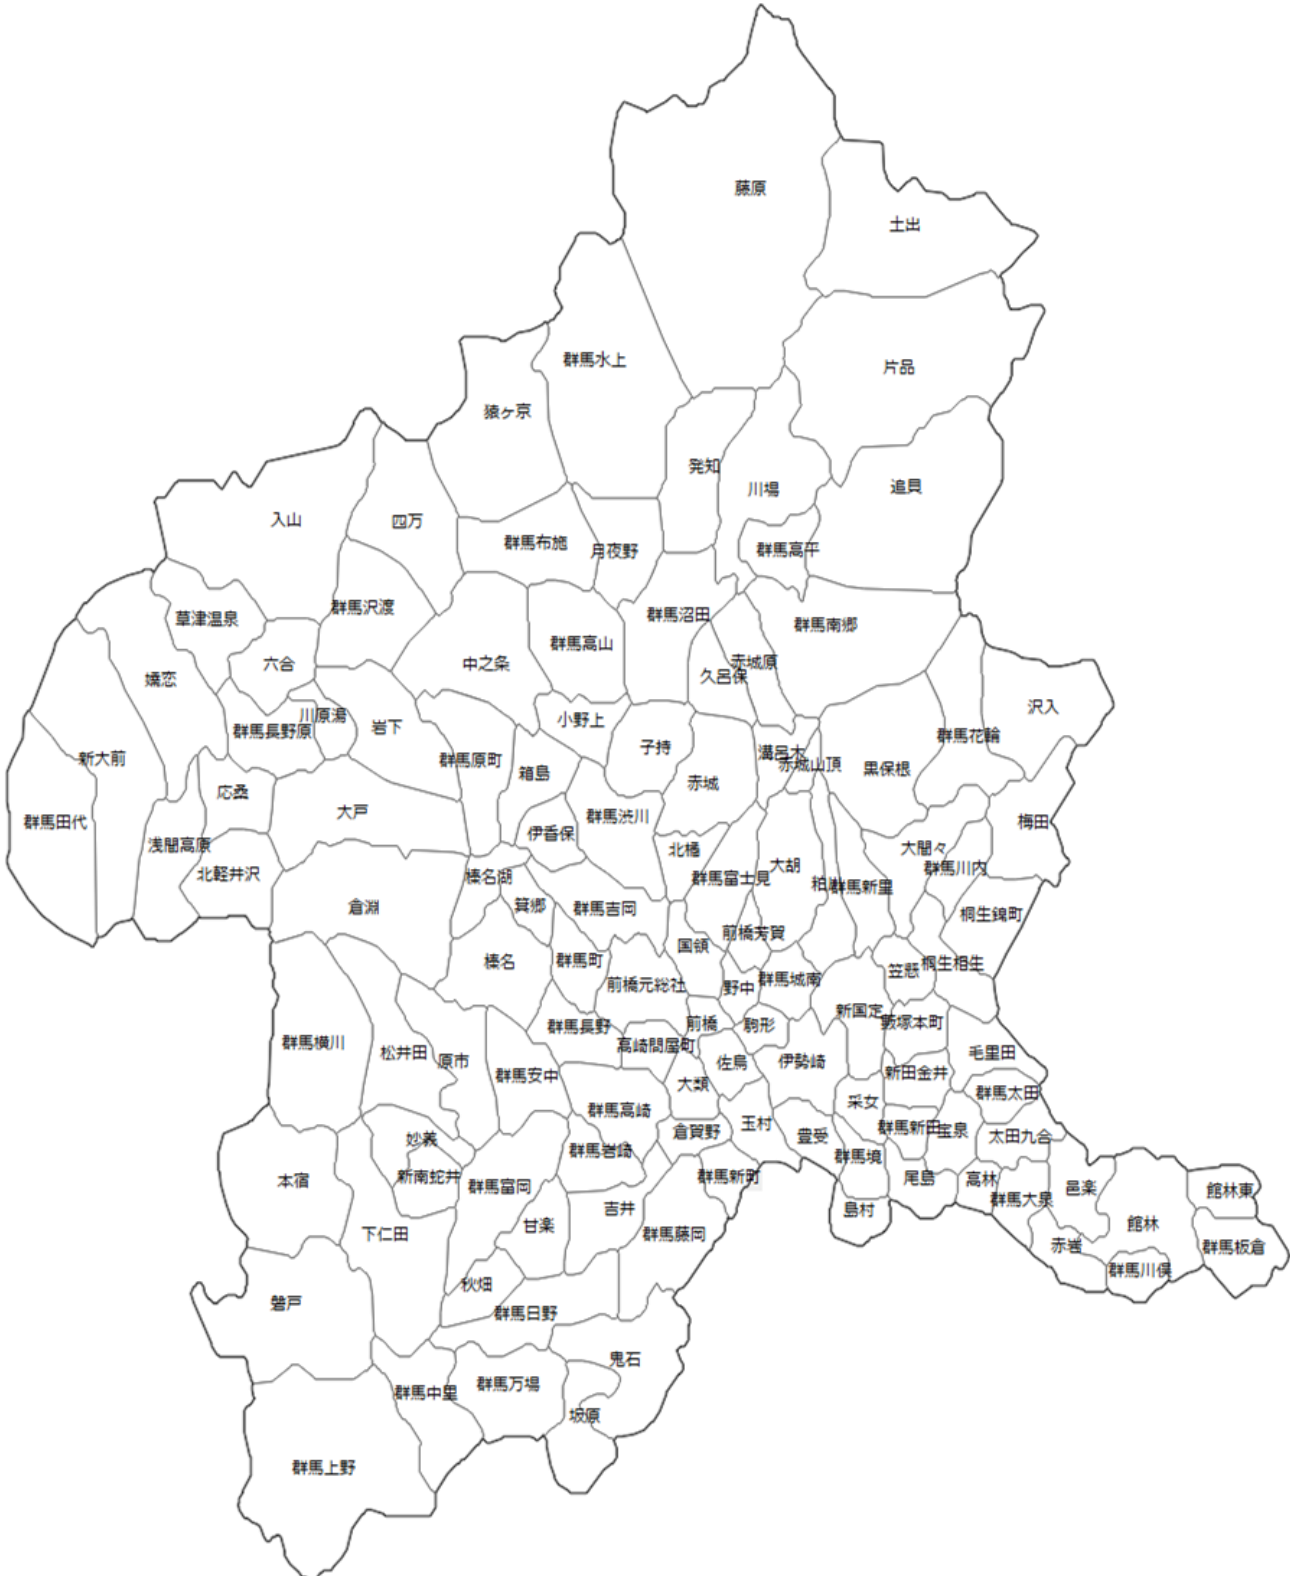 藤原
土出
群馬水上
片品
猿ヶ京
発知
川場
追貝
入山
四万
群馬布施
月夜野
群馬高平
群馬沢渡
草津温泉
群馬沼田
群馬南郷
群馬高山
六合
中之条
赤城原
久呂保
嬬恋
沢入
川原湯
小野上
岩下
群馬長野原
群馬花輪
子持
溝呂木
新大前
群馬原町
赤城山頂
黒保根
箱島
赤城
応桑
大戸
群馬渋川
群馬田代
梅田
伊香保
浅間高原
北橘
大間々
大胡
群馬川内
北軽井沢
榛名湖
群馬富士見
粕川
群馬新里
倉淵
箕郷
群馬吉岡
桐生錦町
前橋芳賀
国領
榛名
群馬町
桐生相生
笠懸
群馬城南
前橋元総社
野中
新国定
藪塚本町
前橋
駒形
群馬長野
群馬横川
高崎問屋町
松井田
毛里田
原市
佐鳥
伊勢崎
群馬安中
新田金井
大類
群馬太田
采女
群馬高崎
玉村
群馬新田
宝泉
倉賀野
豊受
太田九合
妙義
群馬岩崎
群馬境
新南蛇井
群馬新町
尾島
高林
本宿
群馬富岡
邑楽
館林東
群馬大泉
吉井
島村
甘楽
館林
下仁田
群馬藤岡
赤岩
群馬板倉
群馬川俣
秋畑
磐戸
群馬日野
鬼石
群馬万場
群馬中里
坂原
群馬上野